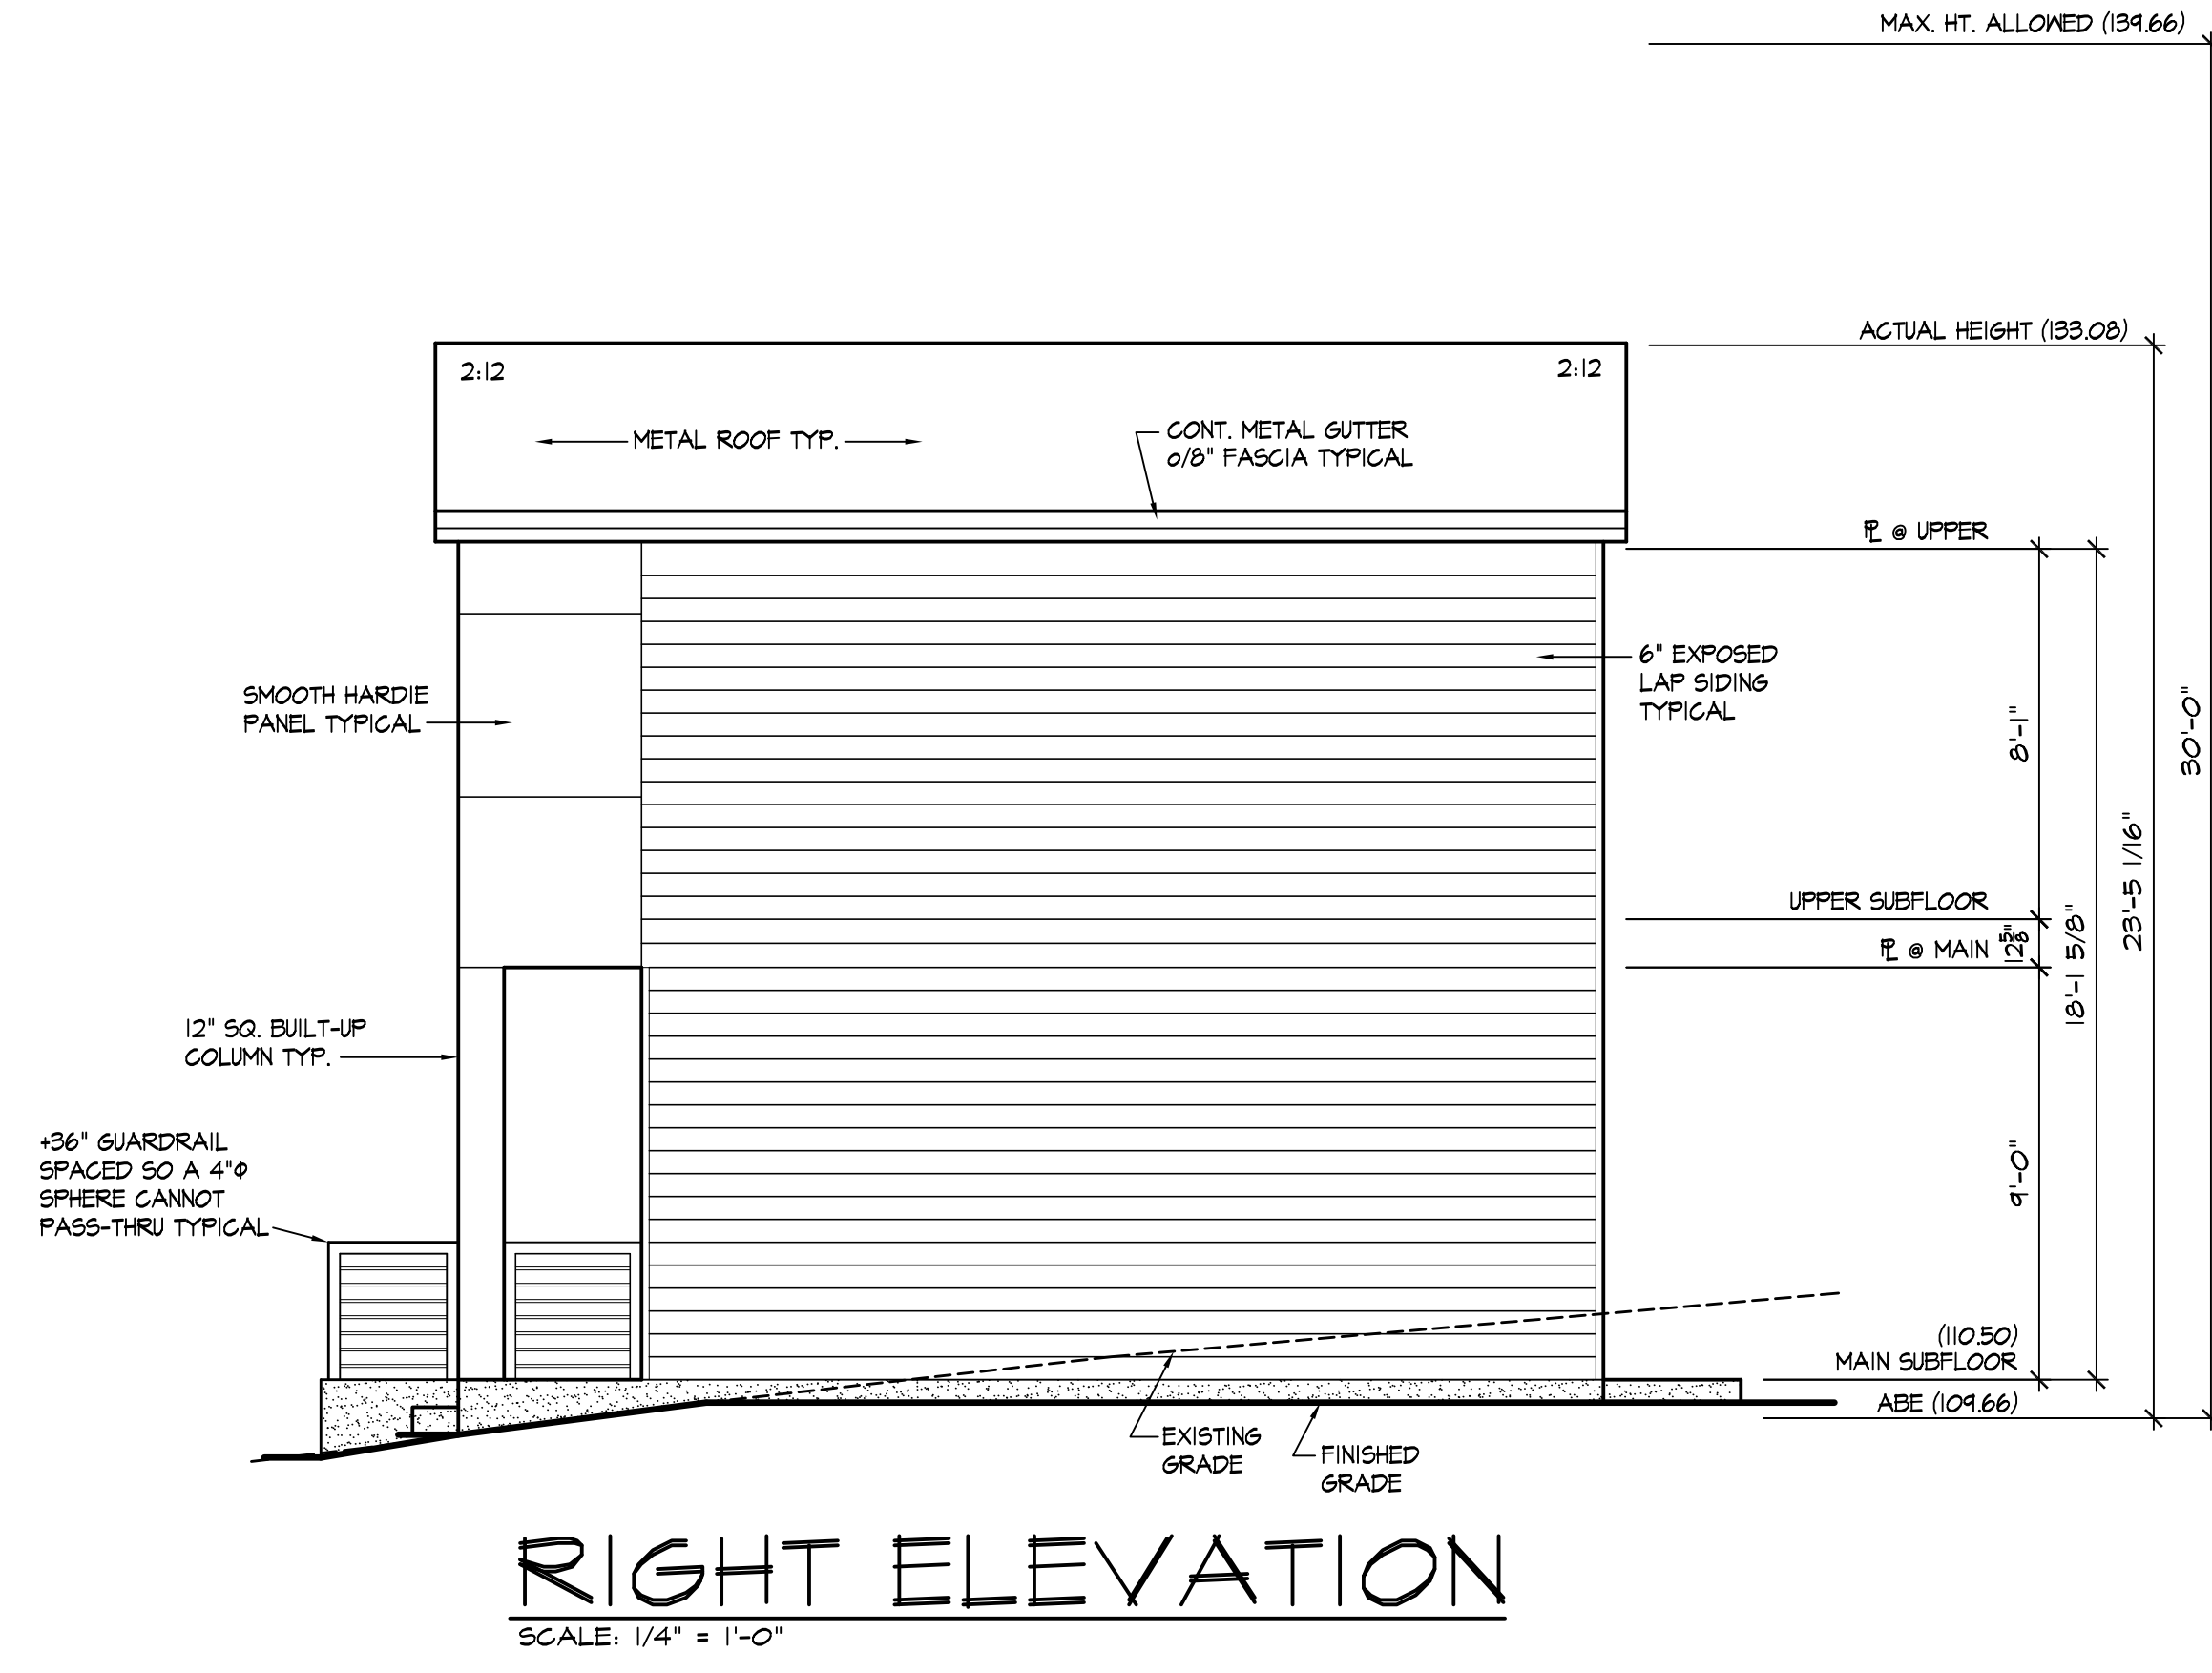 MAX. HT. ALLOWED (139.66)
ACTUAL HEIGHT (133.08)
2:12
2:12
METAL ROOF TYP.
CONT. METAL GUTTER
O/8" FASCIA TYPICAL
PL @ UPPER
6" EXPOSED
LAP SIDING
TYPICAL
SMOOTH HARDIE
PANEL TYPICAL
8'-1"
30'-0"
23'-5 1/16"
UPPER SUBFLOOR
PL @ MAIN
12 5/8"
18'-1 5/8"
12" SQ. BUILT-UP
COLUMN TYP.
+36" GUARDRAIL
SPACED SO A 4"Φ
SPHERE CANNOT
PASS-THRU TYPICAL
9'-0"
(110.50)
MAIN SUBFLOOR
ABE (109.66)
EXISTING
GRADE
FINISHED
GRADE
RIGHT ELEVATION
SCALE: 1/4" = 1'-0"